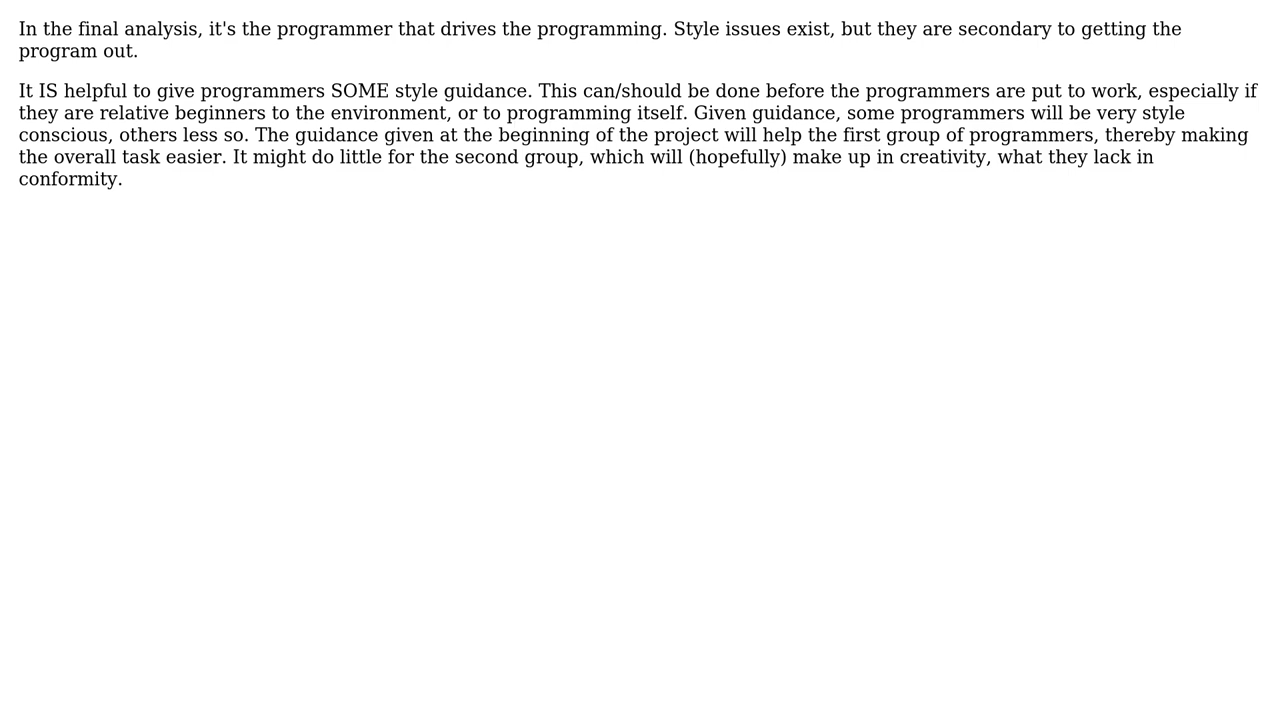 In the final analysis, it's the programmer that drives the programming. Style issues exist, but they are secondary to getting the
program out.
It IS helpful to give programmers SOME style guidance. This can/should be done before the programmers are put to work, especially if
they are relative beginners to the environment, or to programming itself. Given guidance, some programmers will be very style
conscious, others less so. The guidance given at the beginning of the project will help the first group of programmers, thereby making
the overall task easier. It might do little for the second group, which will (hopefully) make up in creativity, what they lack in
conformity.